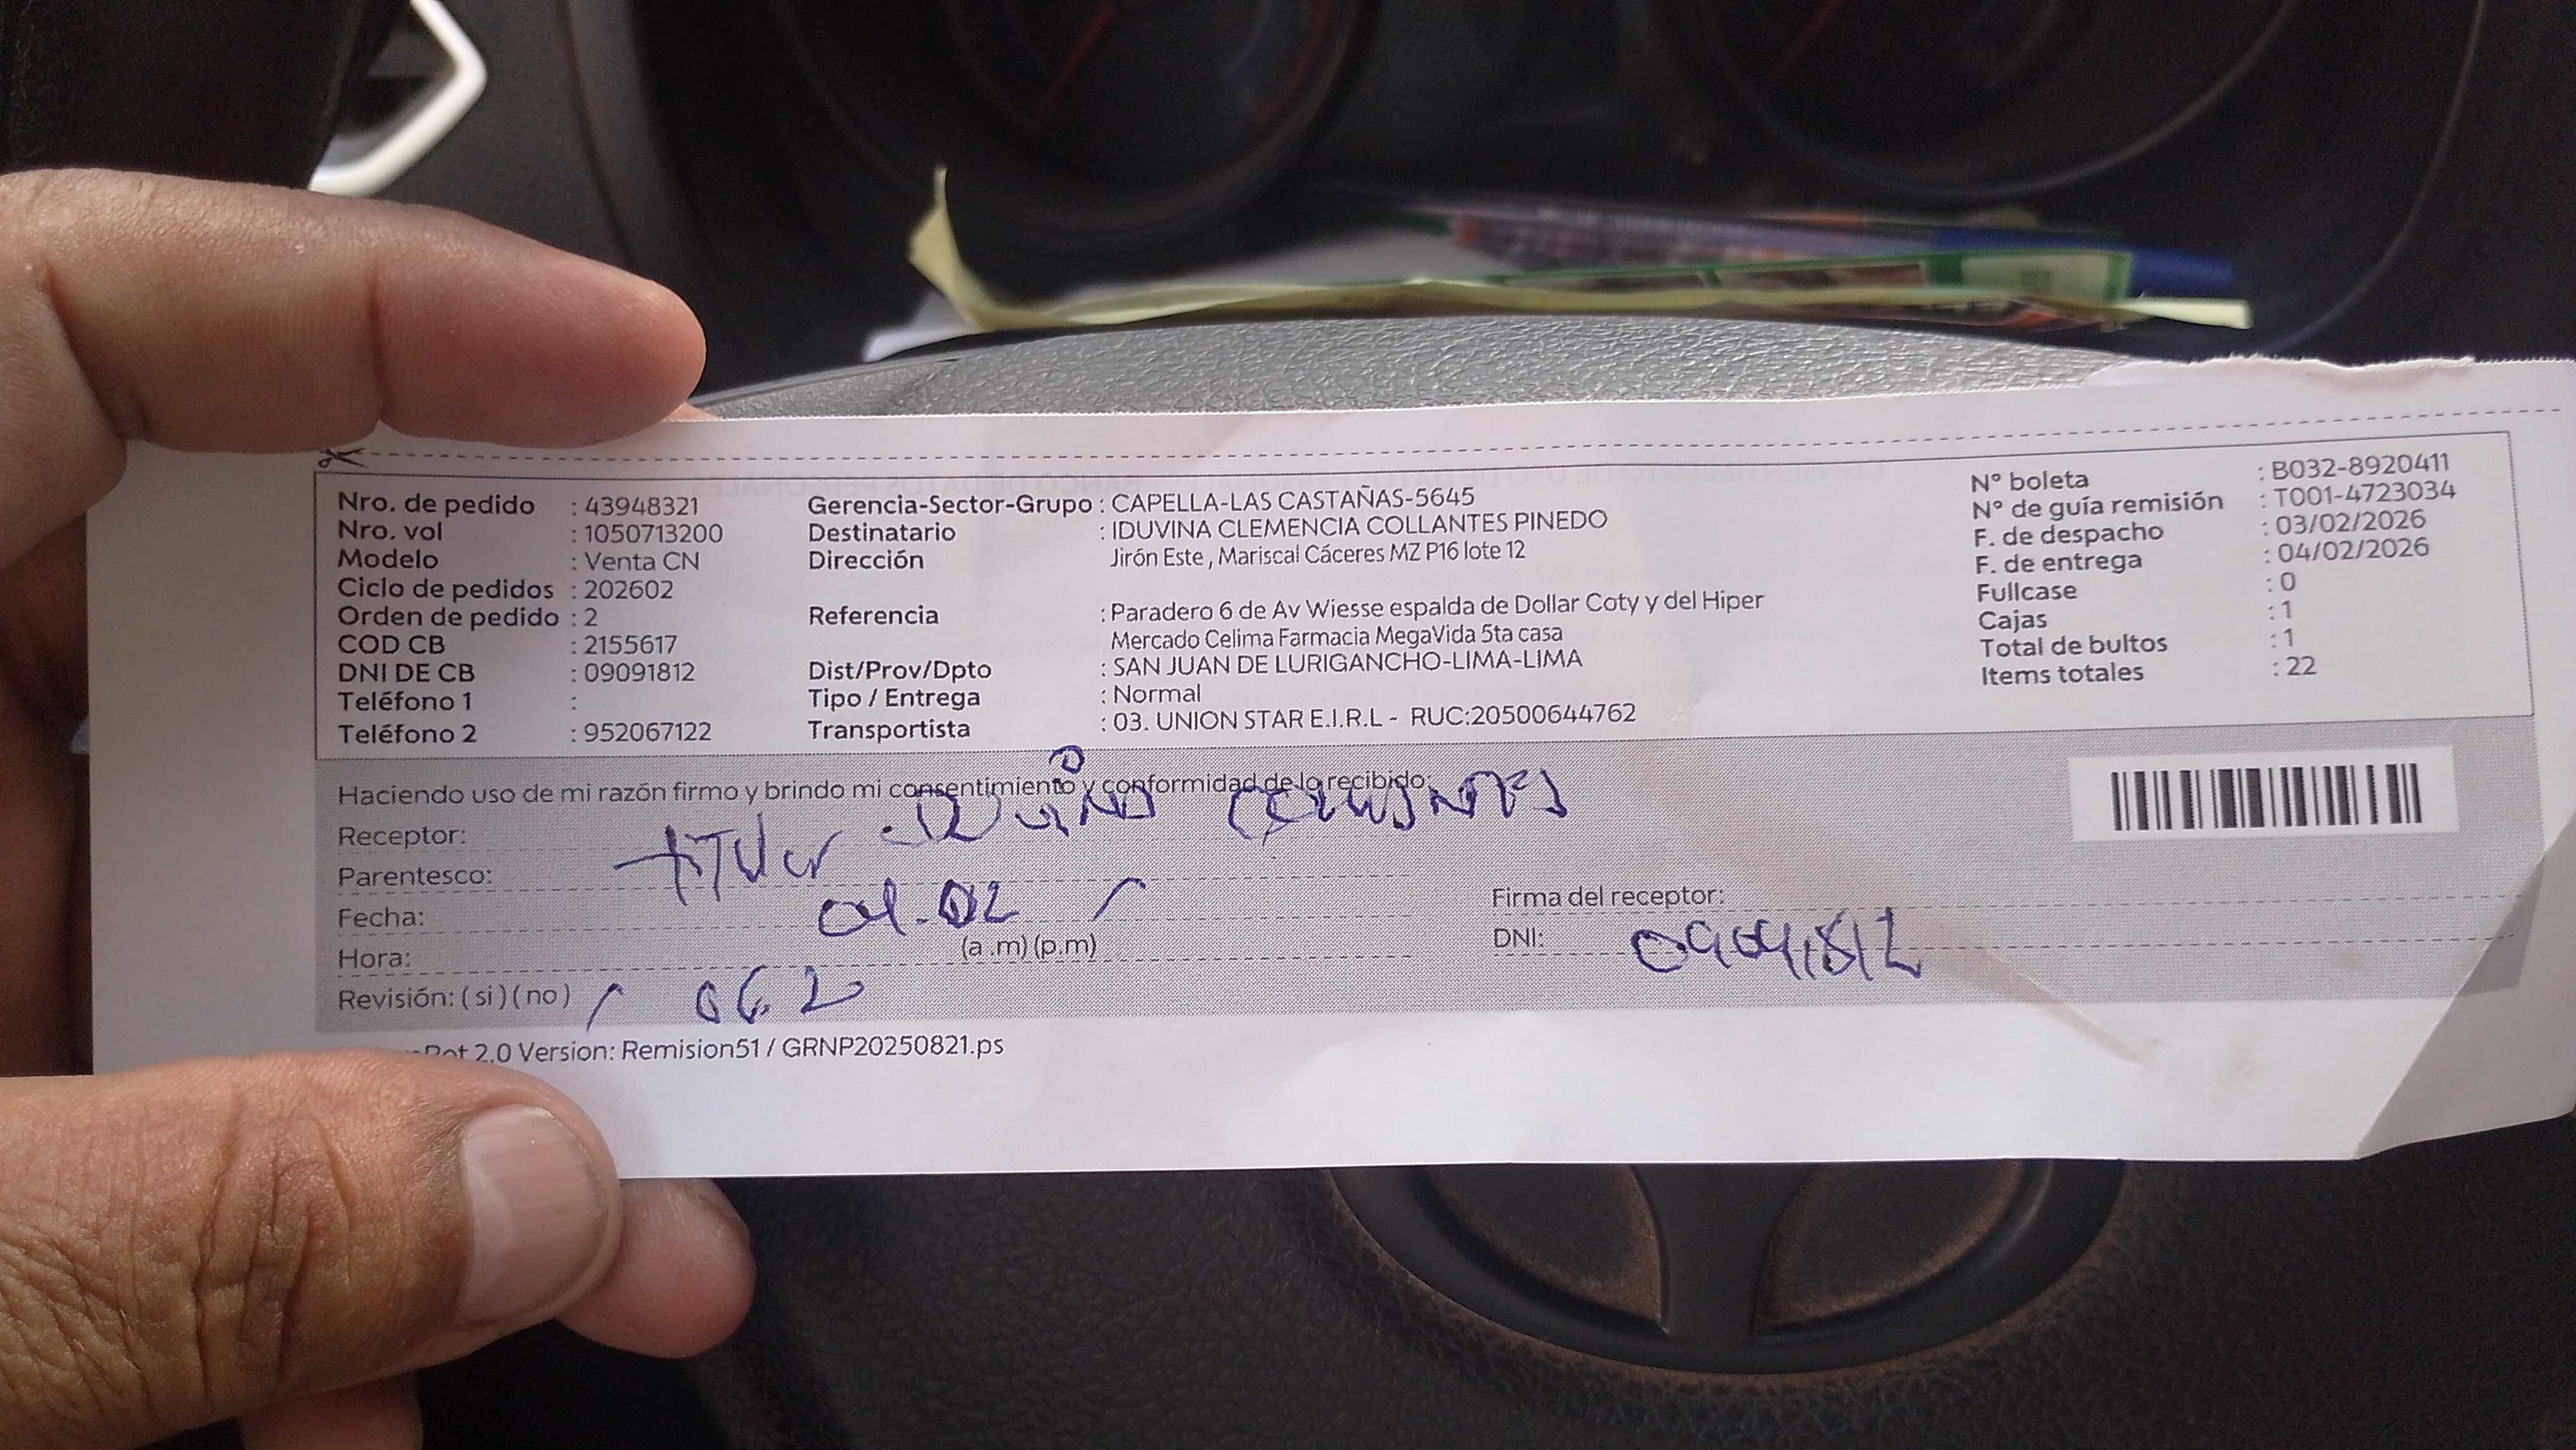 Nro. de pedido : 43948321
Nro. vol : 1050713200
Modelo : Venta CN
Ciclo de pedidos : 202602
Orden de pedido : 2
COD CB : 2155617
DNI DE CB : 09091812
Teléfono 1 :
Teléfono 2 : 952067122
Gerencia-Sector-Grupo : CAPELLA-LAS CASTAÑAS-5645
Destinatario : IDUVINA CLEMENCIA COLLANTES PINEDO
Dirección Jirón Este , Mariscal Cáceres MZ P16 lote 12
Referencia : Paradero 6 de Av Wiesse espalda de Dollar Coty y del Hiper
Mercado Celima Farmacia MegaVida 5ta casa
Dist/Prov/Dpto : SAN JUAN DE LURIGANCHO-LIMA-LIMA
Tipo / Entrega : Normal
Transportista : 03. UNION STAR E.I.R.L - RUC:20500644762
N° boleta : B032-8920411
N° de guía remisión : T001-4723034
F. de despacho : 03/02/2026
F. de entrega : 04/02/2026
Fullcase : 0
Cajas : 1
Total de bultos : 1
Items totales : 22
Haciendo uso de mi razón firmo y brindo mi consentimiento y conformidad de lo recibido:
Receptor:
Parentesco: titular
Fecha: 04.02
Hora: (a .m) (p.m)
Revisión: ( si ) ( no )
Firma del receptor:
DNI: 09091812
2.0 Version: Remision51 / GRNP20250821.ps